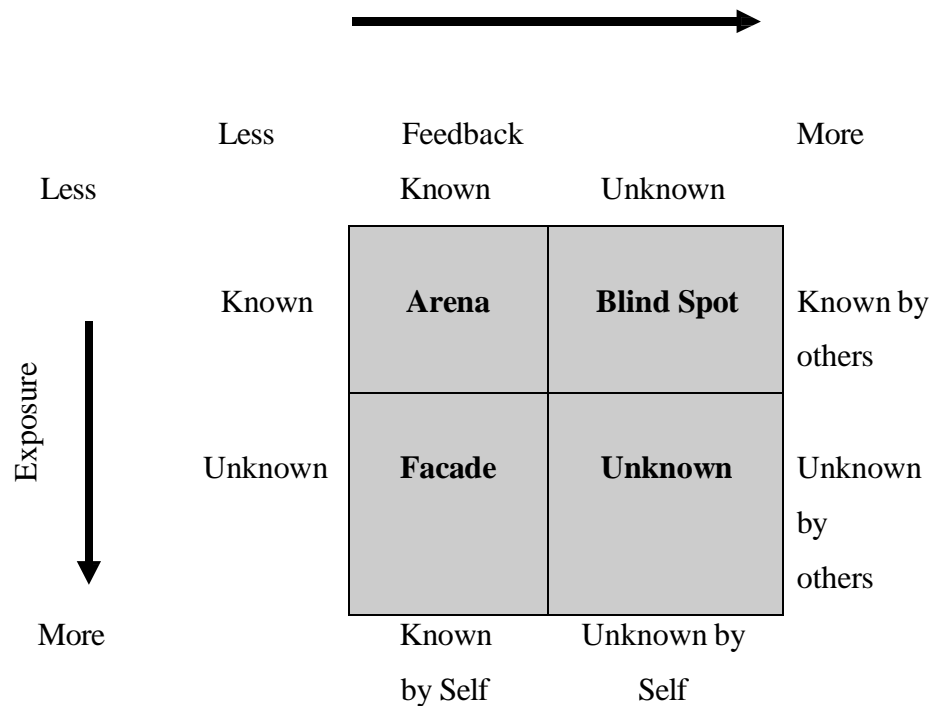 Less Feedback More
Less Known Unknown
Known Arena Blind Spot Known by
others
Exposure
Unknown Facade Unknown Unknown
by
others
More Known Unknown by
by Self Self